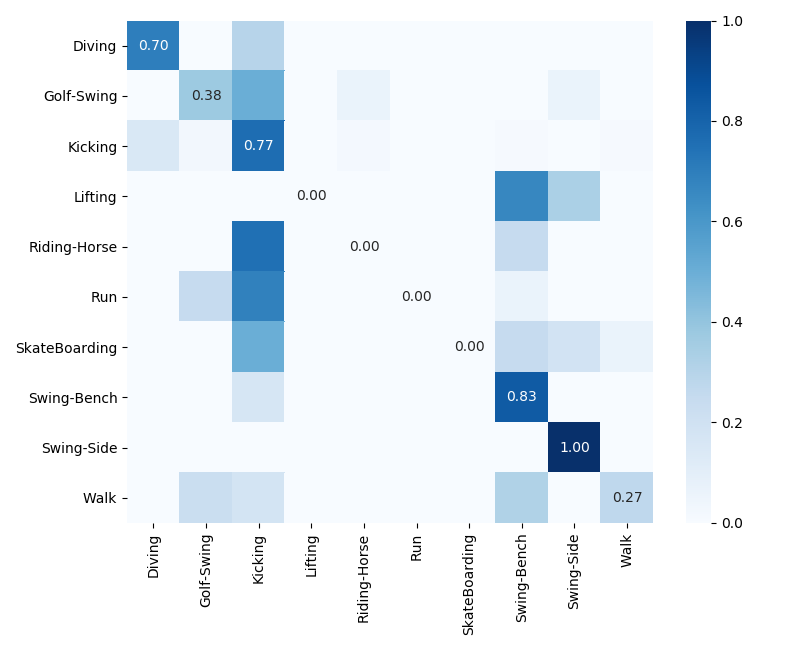 Diving 0.70 1.0
Golf-Swing 0.38
Kicking 0.77 0.8
Lifting 0.00
0.6
Riding-Horse 0.00
Run 0.00
0.4
SkateBoarding 0.00
Swing-Bench 0.83
0.2
Swing-Side 1.00
Walk 0.27
0.0
Diving Golf-Swing Kicking Lifting Riding-Horse Run SkateBoarding Swing-Bench Swing-Side Walk